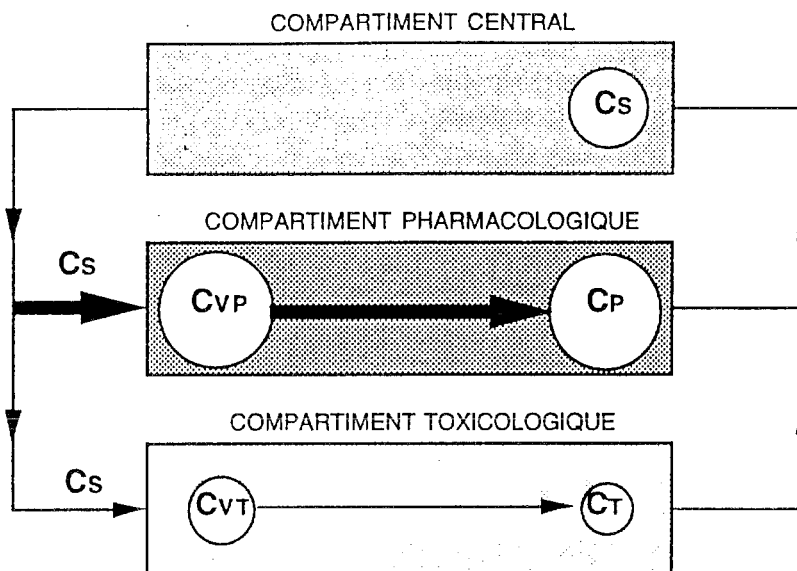 COMPARTIMENT CENTRAL
CS
COMPARTIMENT PHARMACOLOGIQUE
CS
CVP
CP
COMPARTIMENT TOXICOLOGIQUE
CS
CVT
CT